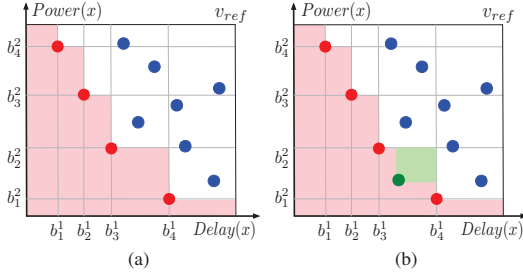 Power(x)
v_ref
b_4^2
b_3^2
b_2^2
b_1^2
b_1^1 b_2^1 b_3^1 b_4^1 Delay(x)
(a)
Power(x)
v_ref
b_4^2
b_3^2
b_2^2
b_1^2
b_1^1 b_2^1 b_3^1 b_4^1 Delay(x)
(b)